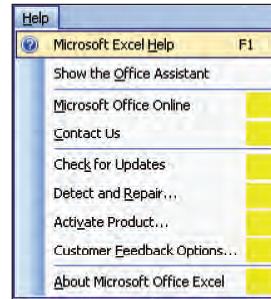 Help
Microsoft Excel Help F1
Show the Office Assistant
Microsoft Office Online
Contact Us
Check for Updates
Detect and Repair...
Activate Product...
Customer Feedback Options...
About Microsoft Office Excel